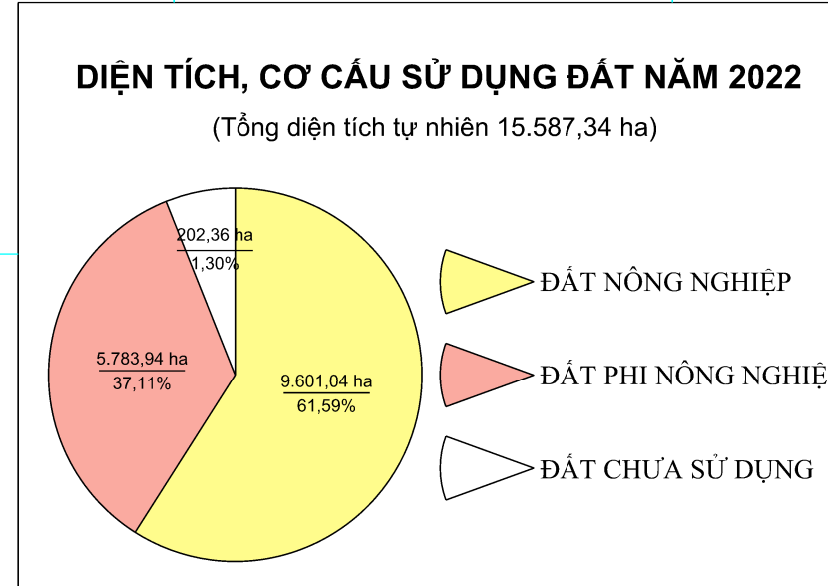 DIỆN TÍCH, CƠ CẤU SỬ DỤNG ĐẤT NĂM 2022
(Tổng diện tích tự nhiên 15.587,34 ha)
202,36 ha
1,30%
5.783,94 ha
37,11%
9.601,04 ha
61,59%
ĐẤT NÔNG NGHIỆP
ĐẤT PHI NÔNG NGHIỆ
ĐẤT CHƯA SỬ DỤNG